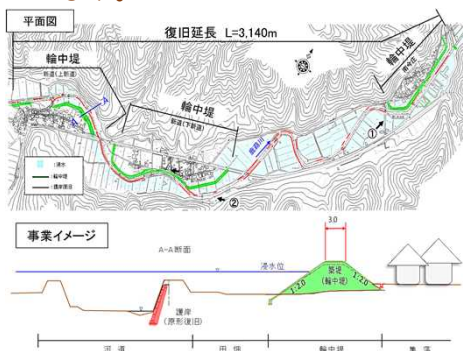 平面図
復旧延長 L=3,140m
輪中堤
新道(上新道)
輪中堤
新道(下新道)
輪中堤
A
A
①
②
:浸水
:輪中堤
:護岸復旧
事業イメージ
A-A断面
浸水位
3.0
築堤
(輪中堤)
1:2.0
1:2.0
護岸
(原形復旧)
河道
田畑
輪中堤
集落